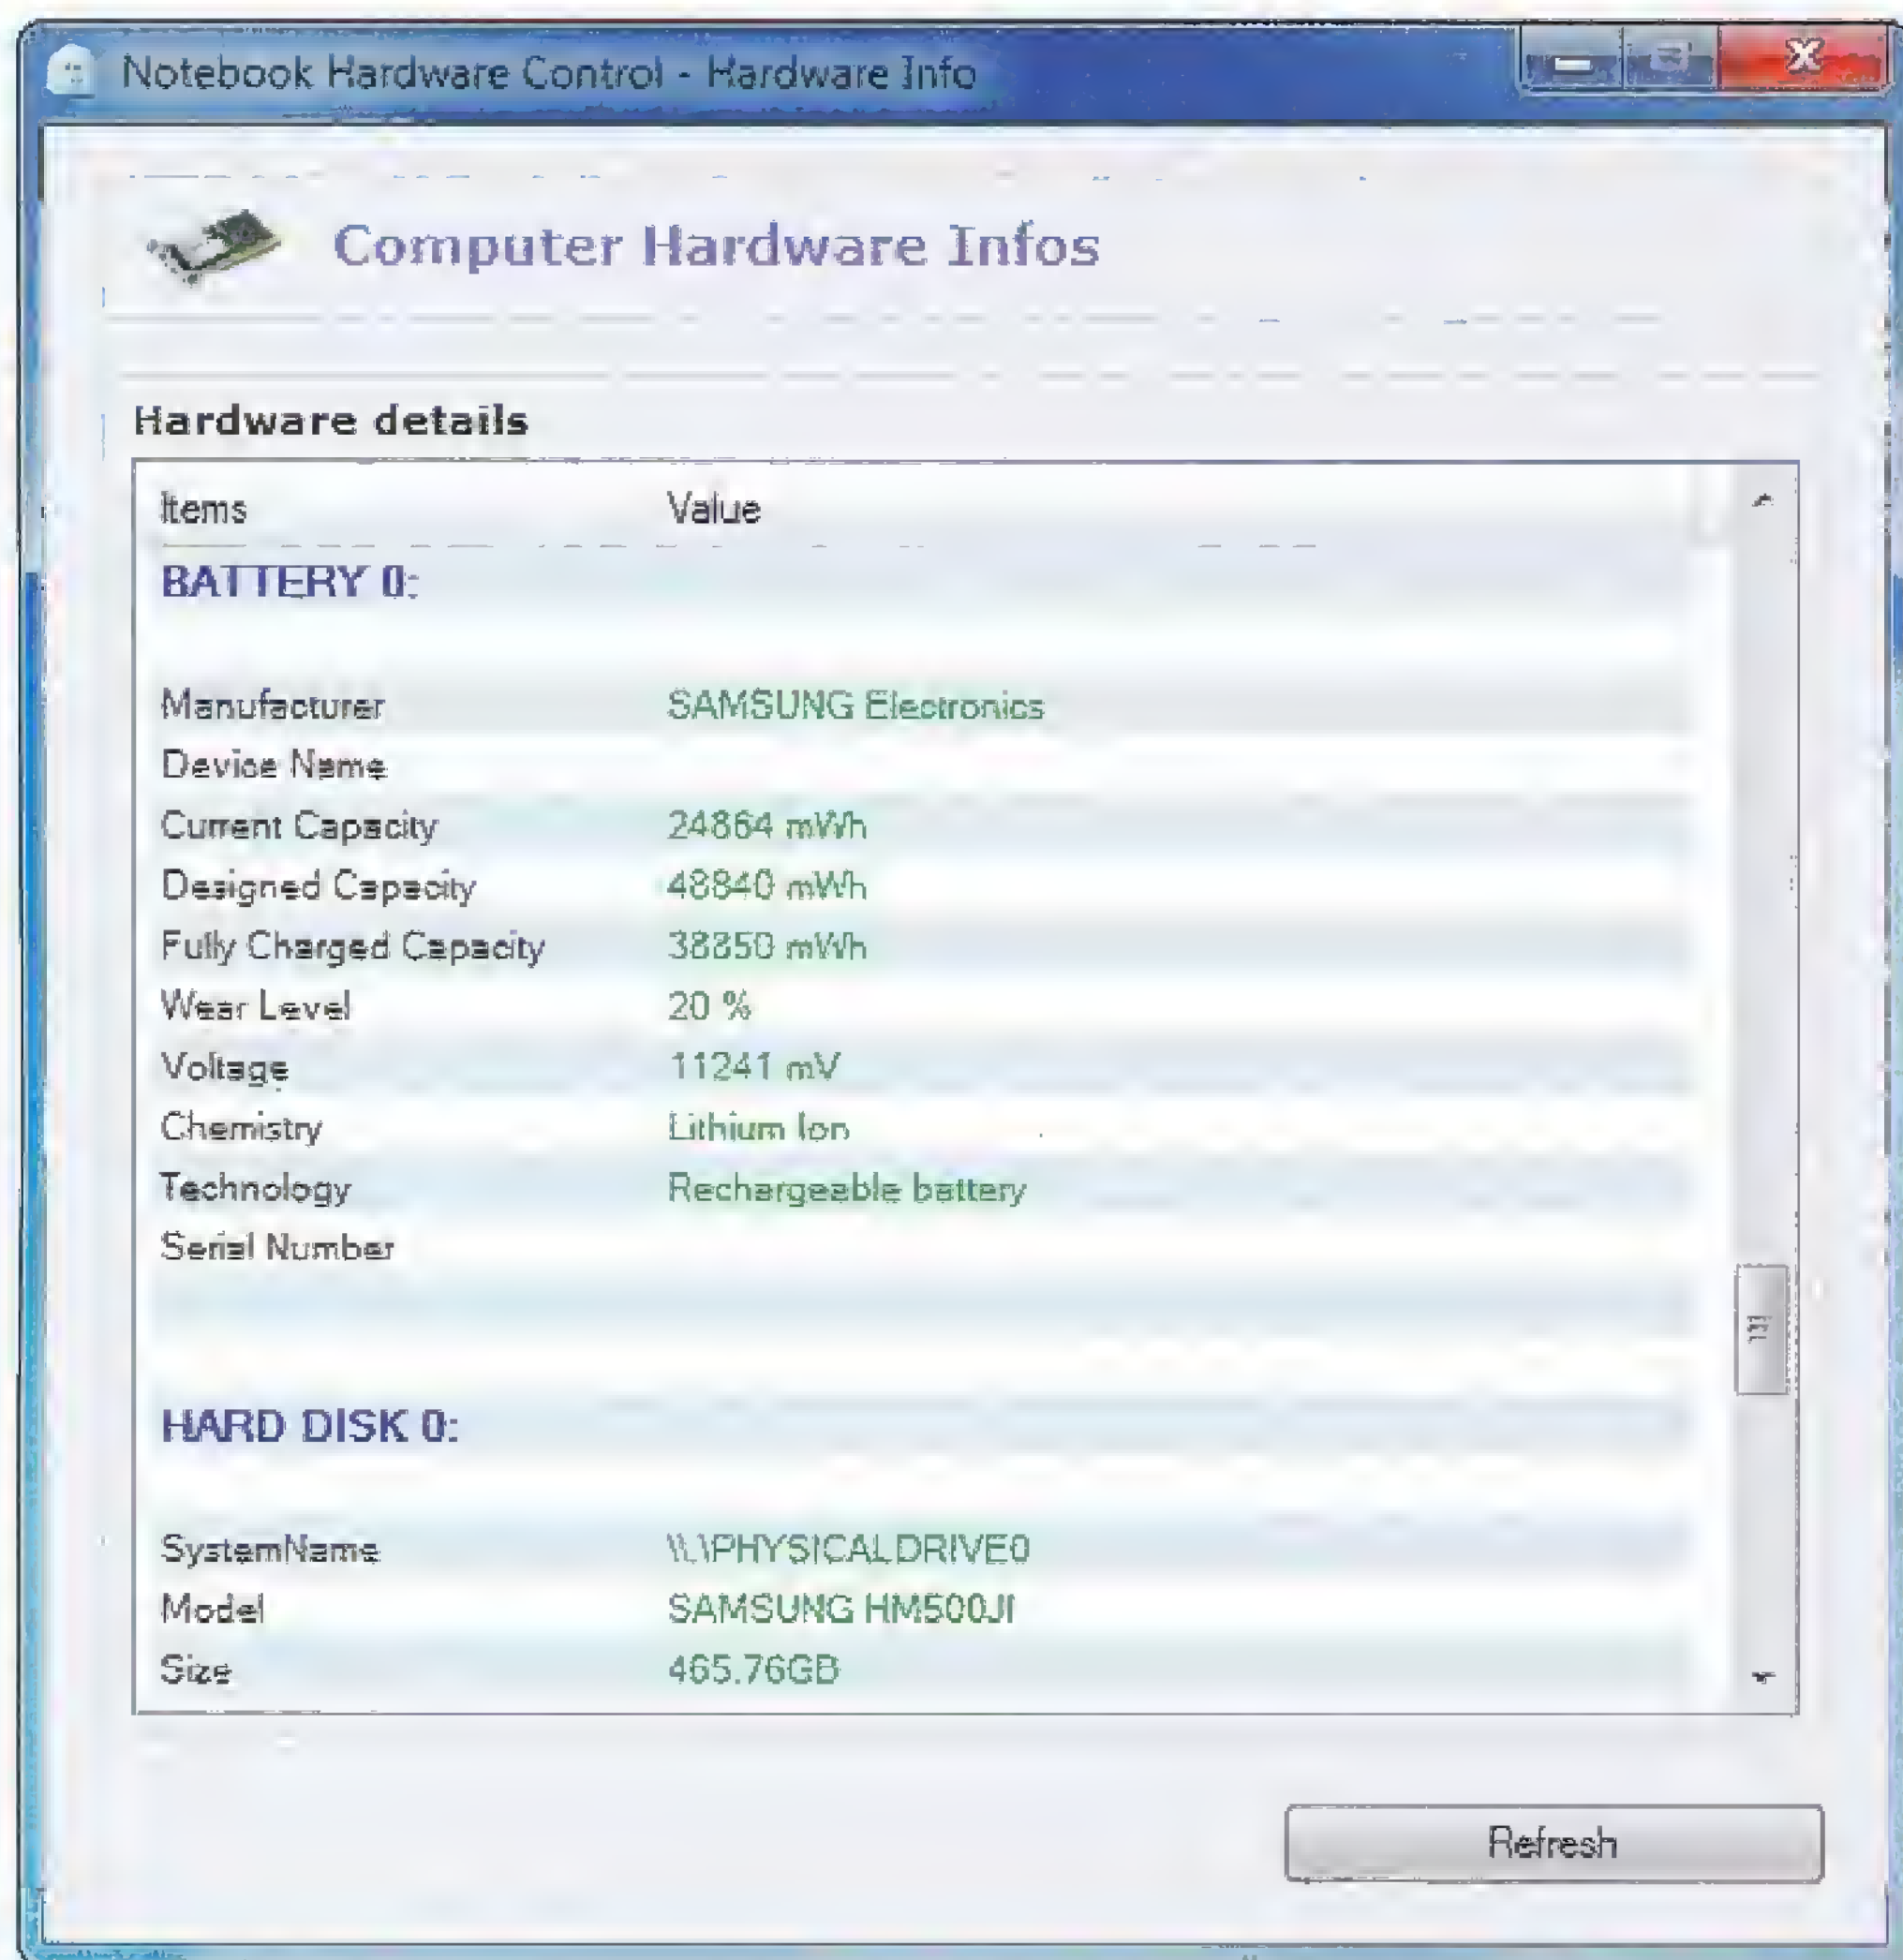 Notebook Hardware Control - Hardware Info
Computer Hardware Infos
Hardware details
Items Value
BATTERY 0:
Manufacturer SAMSUNG Electronics
Device Name
Current Capacity 24864 mWh
Designed Capacity 48840 mWh
Fully Charged Capacity 38850 mWh
Wear Level 20 %
Voltage 11241 mV
Chemistry Lithium Ion
Technology Rechargeable battery
Serial Number
HARD DISK 0:
SystemName \\.\PHYSICALDRIVE0
Model SAMSUNG HM500JI
Size 465.76GB
Refresh